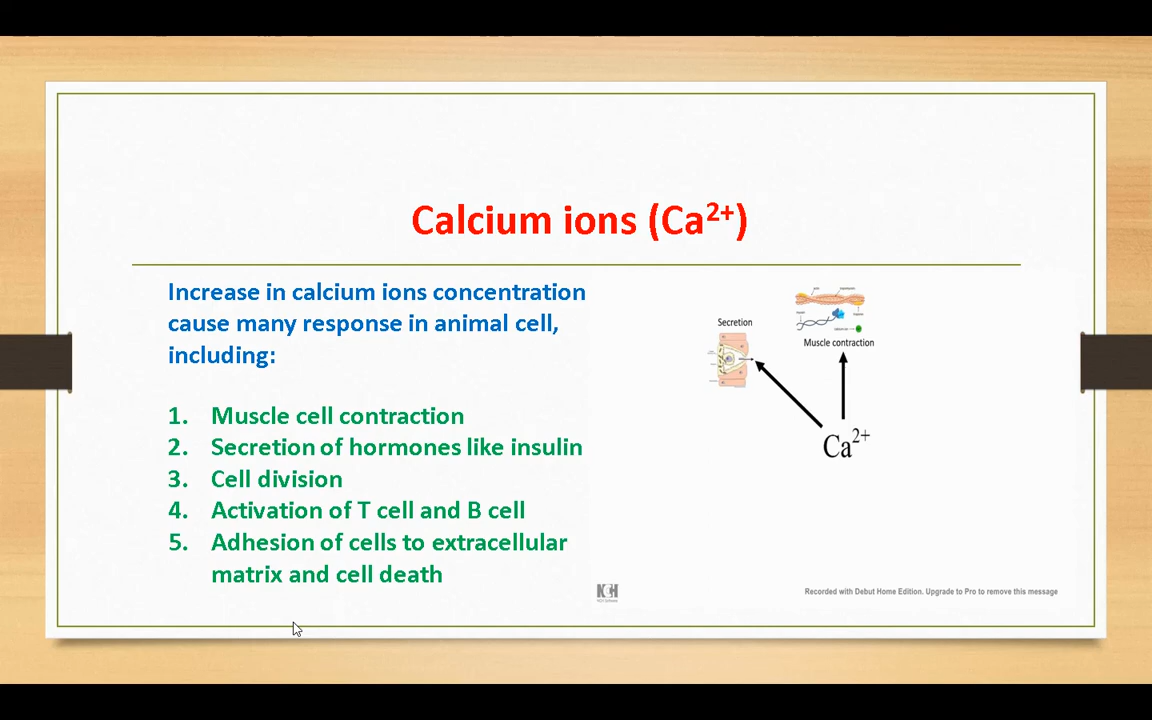 Calcium ions (Ca²⁺)
Increase in calcium ions concentration
cause many response in animal cell,
including:
1. Muscle cell contraction
2. Secretion of hormones like insulin
3. Cell division
4. Activation of T cell and B cell
5. Adhesion of cells to extracellular
matrix and cell death
Secretion
Muscle contraction
Ca²⁺
NCH
Recorded with Debut Home Edition. Upgrade to Pro to remove this message